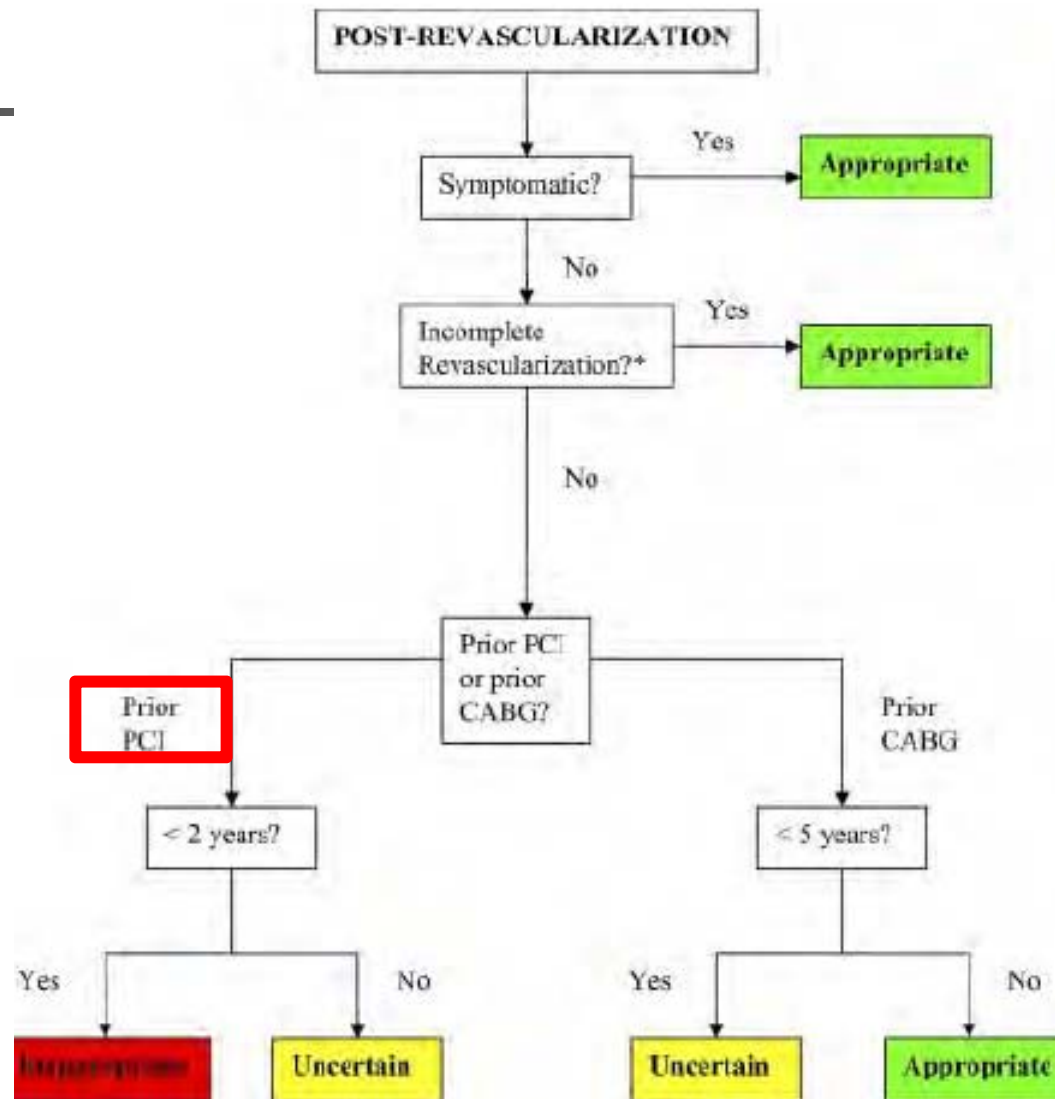 POST-REVASCULARIZATION
Yes
Appropriate
Symptomatic?
No
Yes
Incomplete
Revascularization?*
Appropriate
No
Prior PCI
or prior
CABG?
Prior
PCI
Prior
CABG
< 2 years?
< 5 years?
Yes
No
Yes
No
Inappropriate
Uncertain
Uncertain
Appropriate